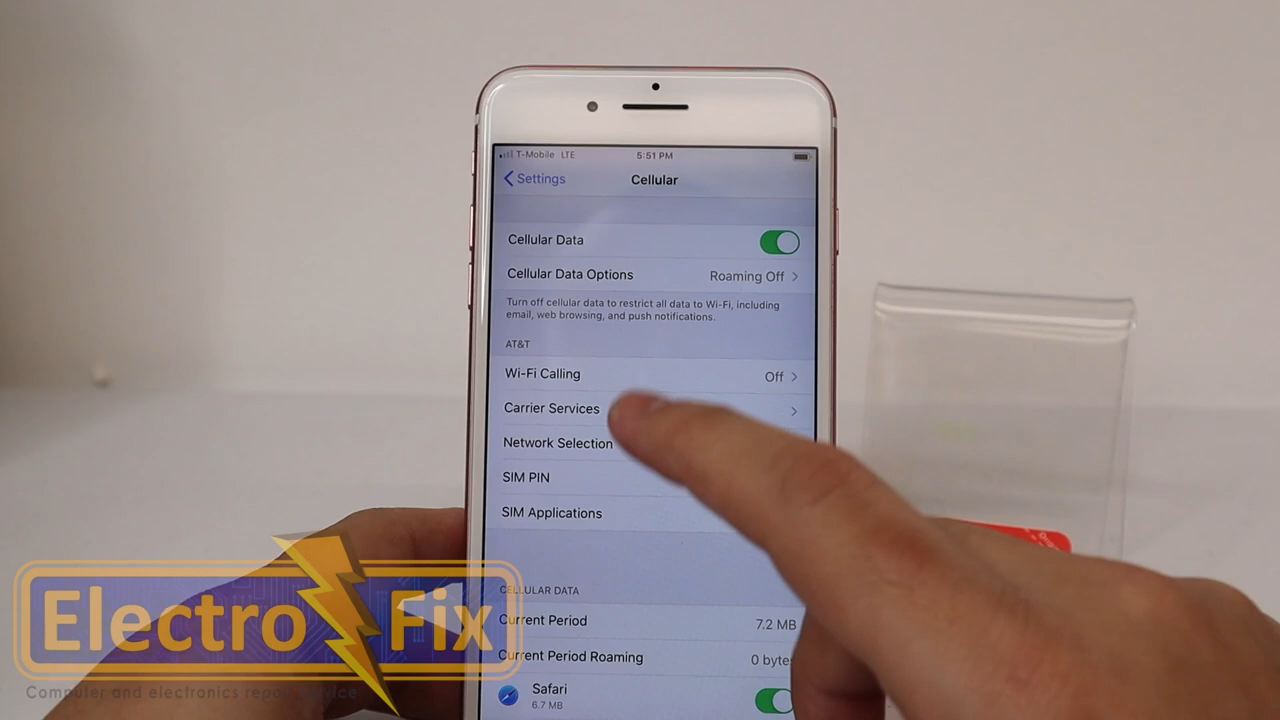 T-Mobile LTE 5:51 PM
Settings Cellular
Cellular Data
Cellular Data Options Roaming Off
Turn off cellular data to restrict all data to Wi-Fi, including
email, web browsing, and push notifications.
AT&T
Wi-Fi Calling Off
Carrier Services
Network Selection
SIM PIN
SIM Applications
CELLULAR DATA
Current Period 7.2 MB
Current Period Roaming 0 bytes
Safari
6.7 MB
Electro Fix
Computer and electronics repair service